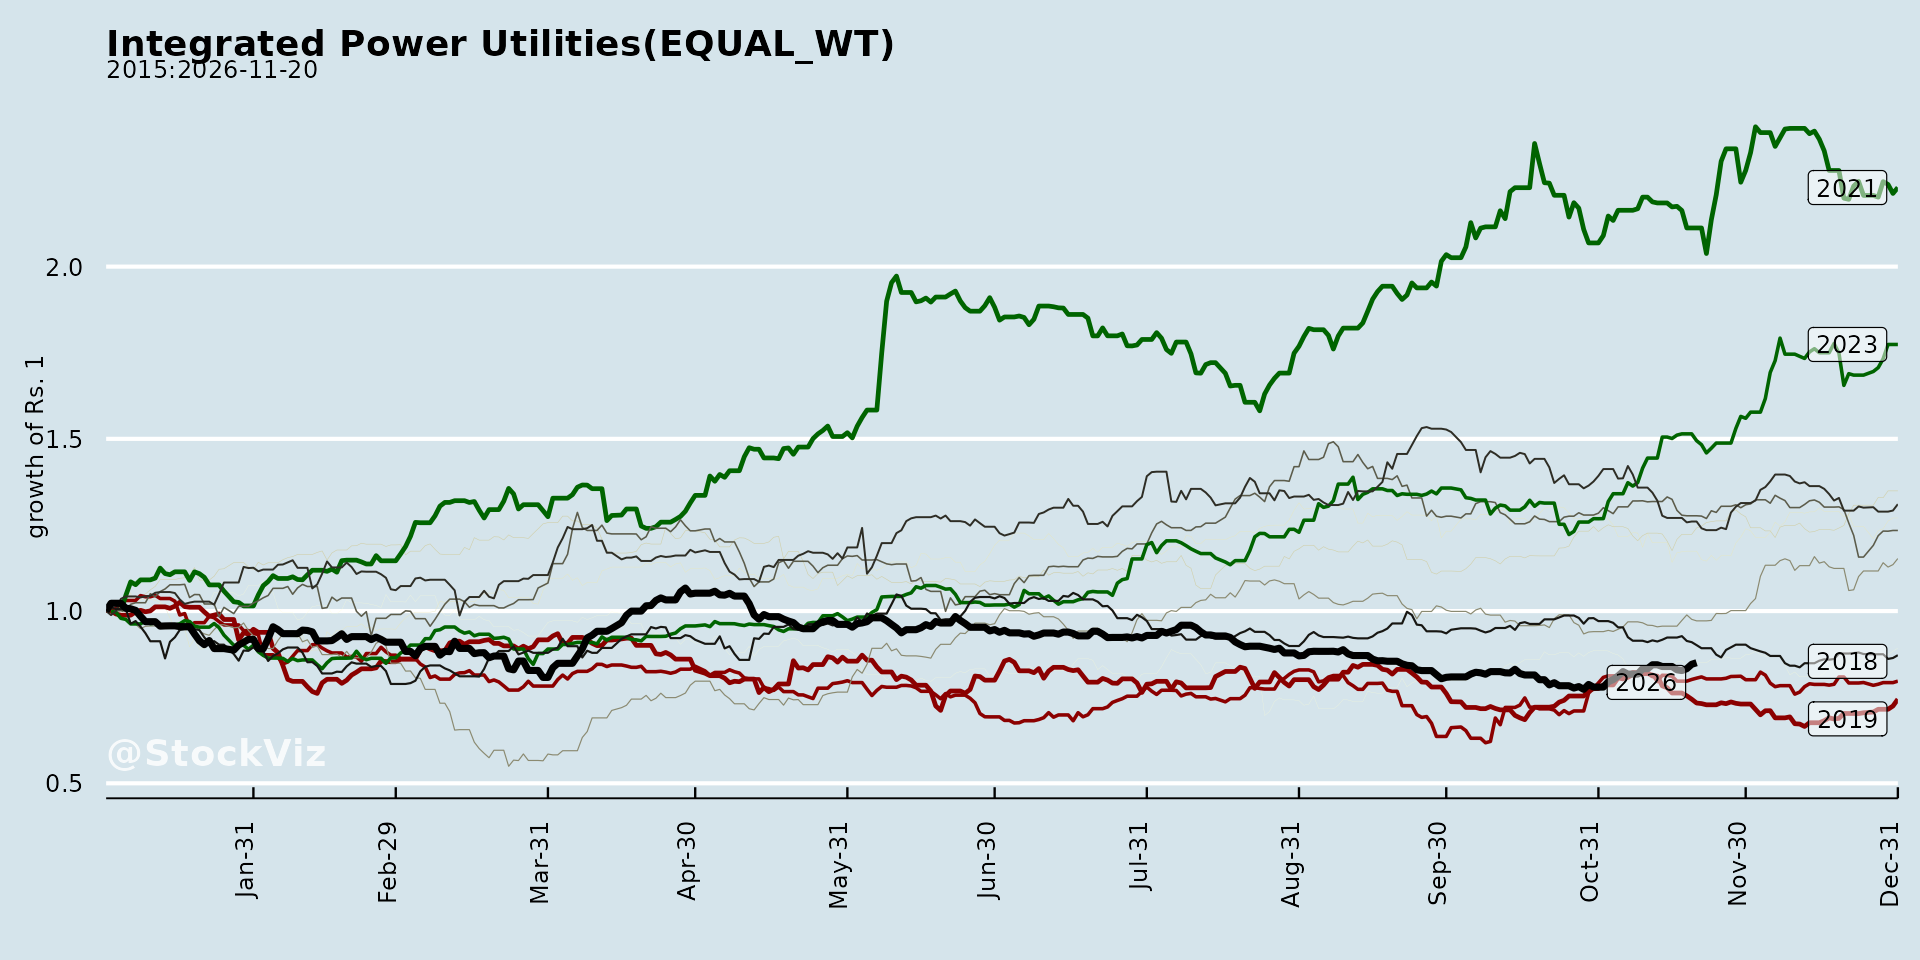 Integrated Power Utilities(EQUAL_WT)
2015:2026-11-20
growth of Rs. 1
2.0
1.5
1.0
0.5
2021
2023
2018
2026
2019
@StockViz
Jan-31
Feb-29
Mar-31
Apr-30
May-31
Jun-30
Jul-31
Aug-31
Sep-30
Oct-31
Nov-30
Dec-31